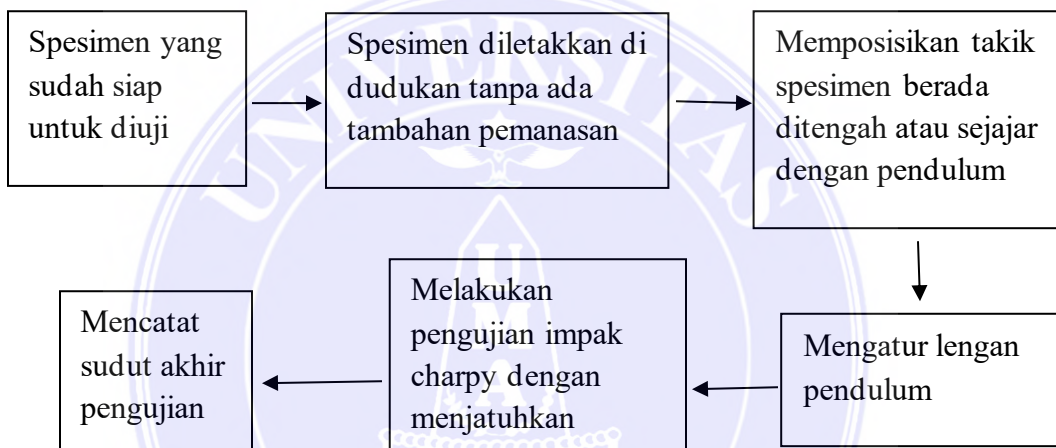 Spesimen yang
sudah siap
untuk diuji
Spesimen diletakkan di
dudukan tanpa ada
tambahan pemanasan
Memposisikan takik
spesimen berada
ditengah atau sejajar
dengan pendulum
Mengatur lengan
pendulum
Melakukan
pengujian impak
charpy dengan
menjatuhkan
Mencatat
sudut akhir
pengujian
UNIVERSITAS
U
M
A